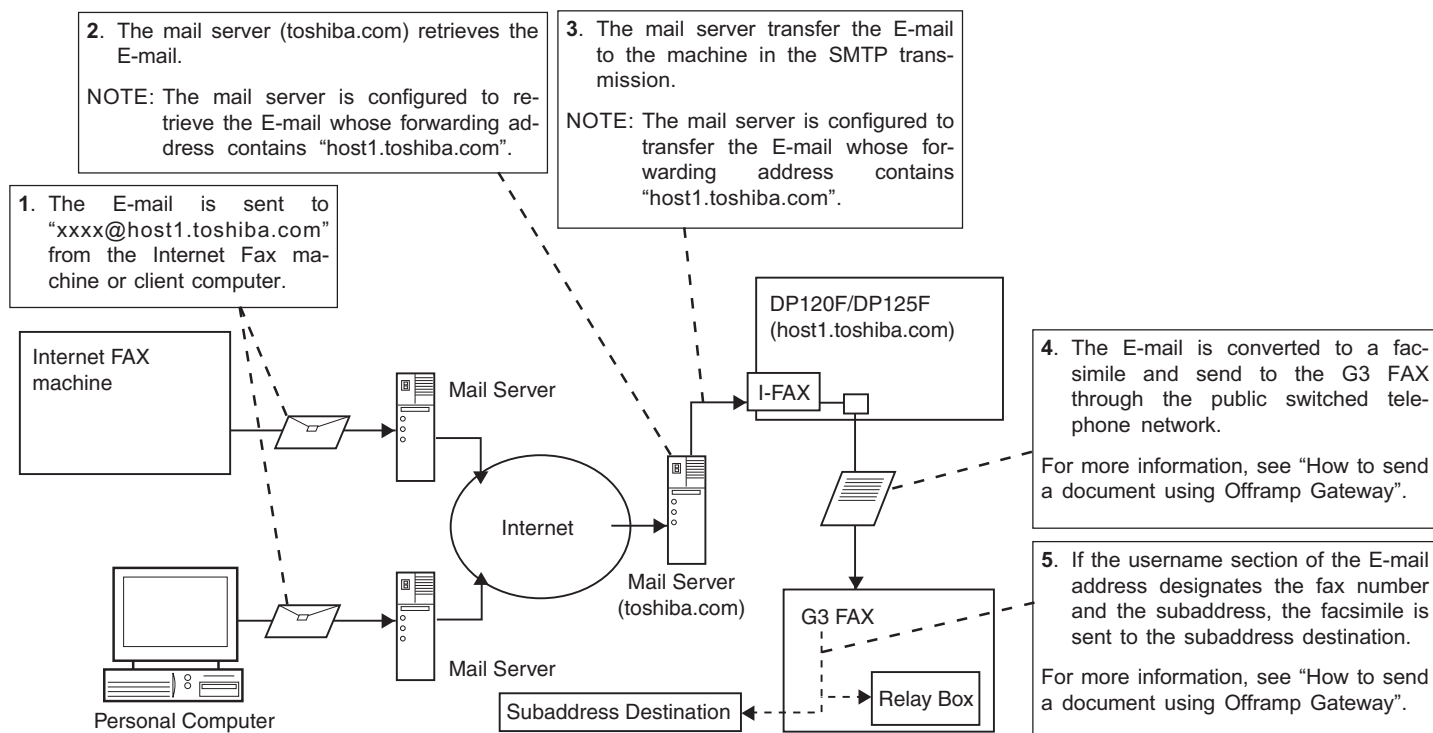 2. The mail server (toshiba.com) retrieves the
E-mail.
NOTE: The mail server is configured to re-
trieve the E-mail whose forwarding ad-
dress contains “host1.toshiba.com”.
3. The mail server transfer the E-mail
to the machine in the SMTP trans-
mission.
NOTE: The mail server is configured to
transfer the E-mail whose for-
warding address contains
“host1.toshiba.com”.
1. The E-mail is sent to
“xxxx@host1.toshiba.com”
from the Internet Fax ma-
chine or client computer.
DP120F/DP125F
(host1.toshiba.com)
Internet FAX
machine
Mail Server
I-FAX
4. The E-mail is converted to a fac-
simile and send to the G3 FAX
through the public switched tele-
phone network.
For more information, see “How to send
a document using Offramp Gateway”.
Internet
Mail Server
(toshiba.com)
G3 FAX
5. If the username section of the E-mail
address designates the fax number
and the subaddress, the facsimile is
sent to the subaddress destination.
For more information, see “How to send
a document using Offramp Gateway”.
Mail Server
Personal Computer
Subaddress Destination
Relay Box